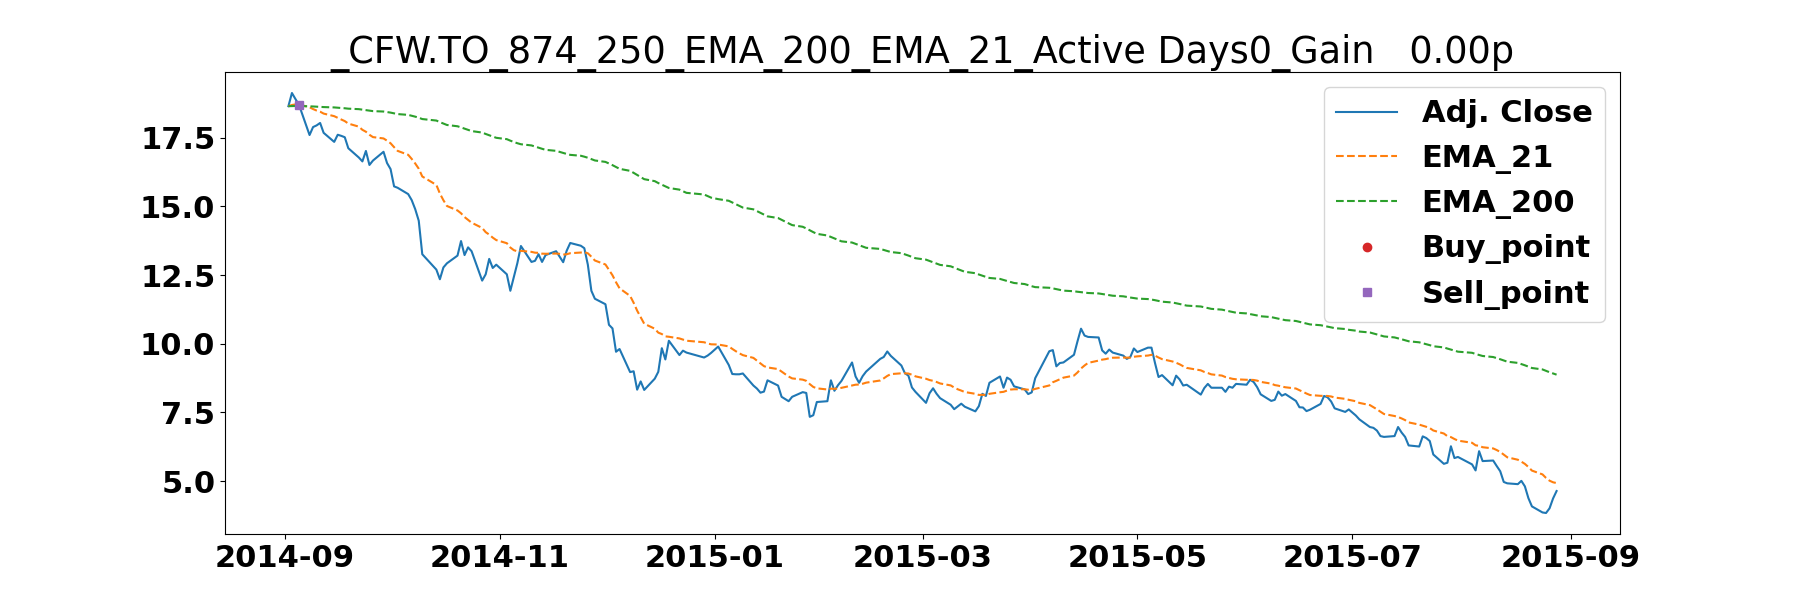 _CFW.TO_874_250_EMA_200_EMA_21_Active Days0_Gain   0.00p
17.5
15.0
12.5
10.0
7.5
5.0
Adj. Close
EMA_21
EMA_200
Buy_point
Sell_point
2014-09 2014-11 2015-01 2015-03 2015-05 2015-07 2015-09